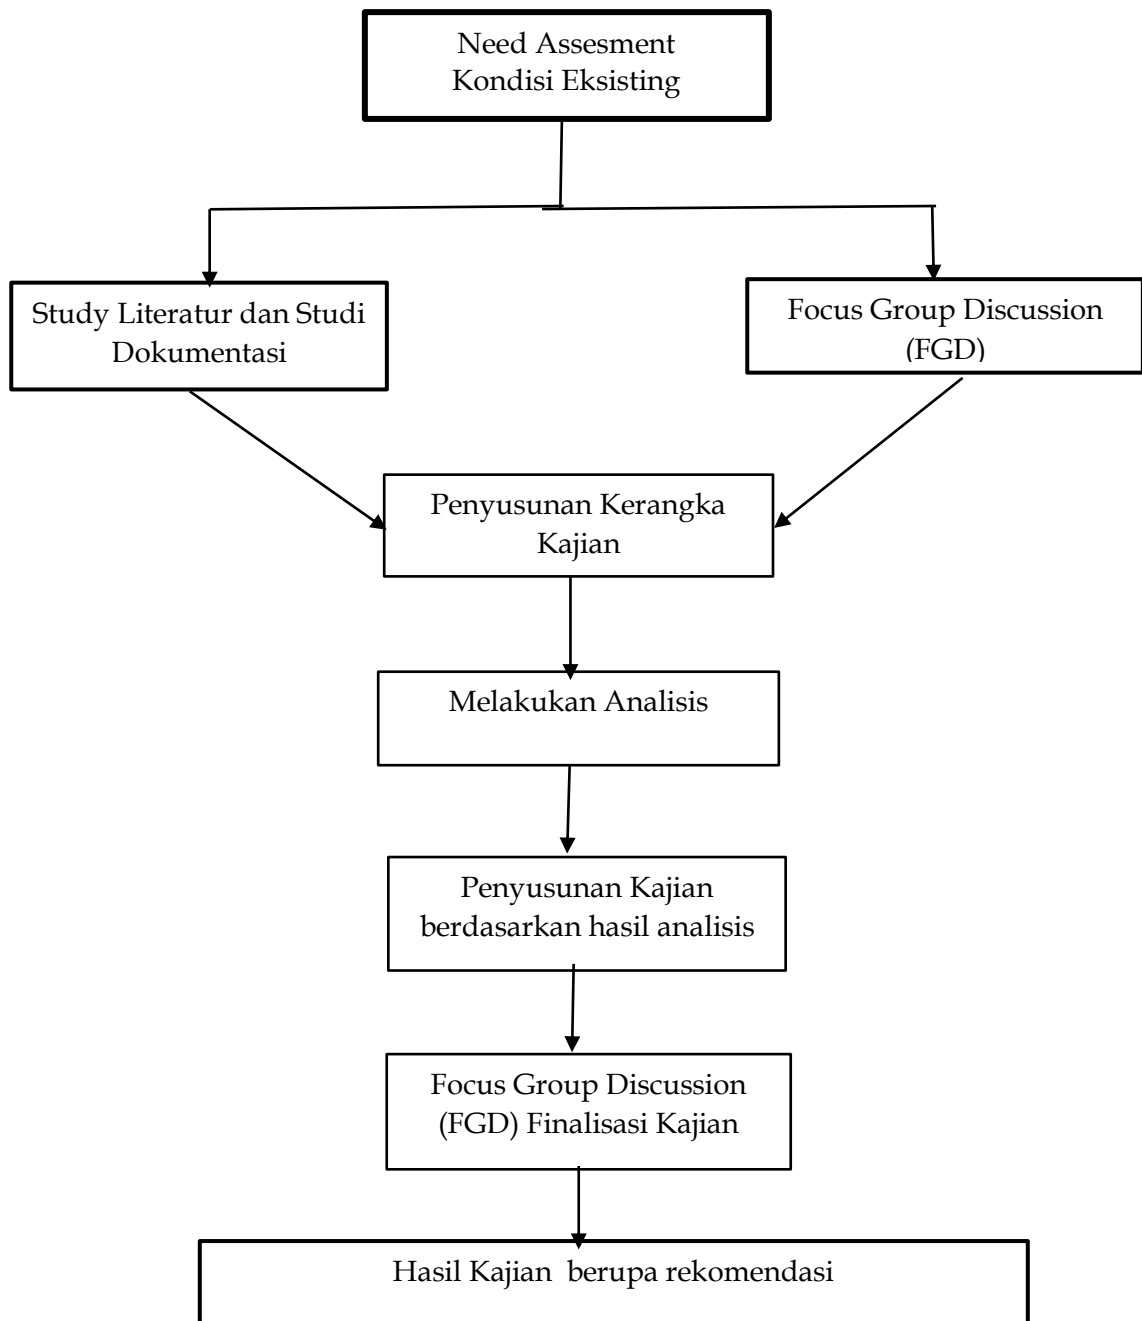 Need Assesment
Kondisi Eksisting
Study Literatur dan Studi
Dokumentasi
Focus Group Discussion
(FGD)
Penyusunan Kerangka
Kajian
Melakukan Analisis
Penyusunan Kajian
berdasarkan hasil analisis
Focus Group Discussion
(FGD) Finalisasi Kajian
Hasil Kajian  berupa rekomendasi